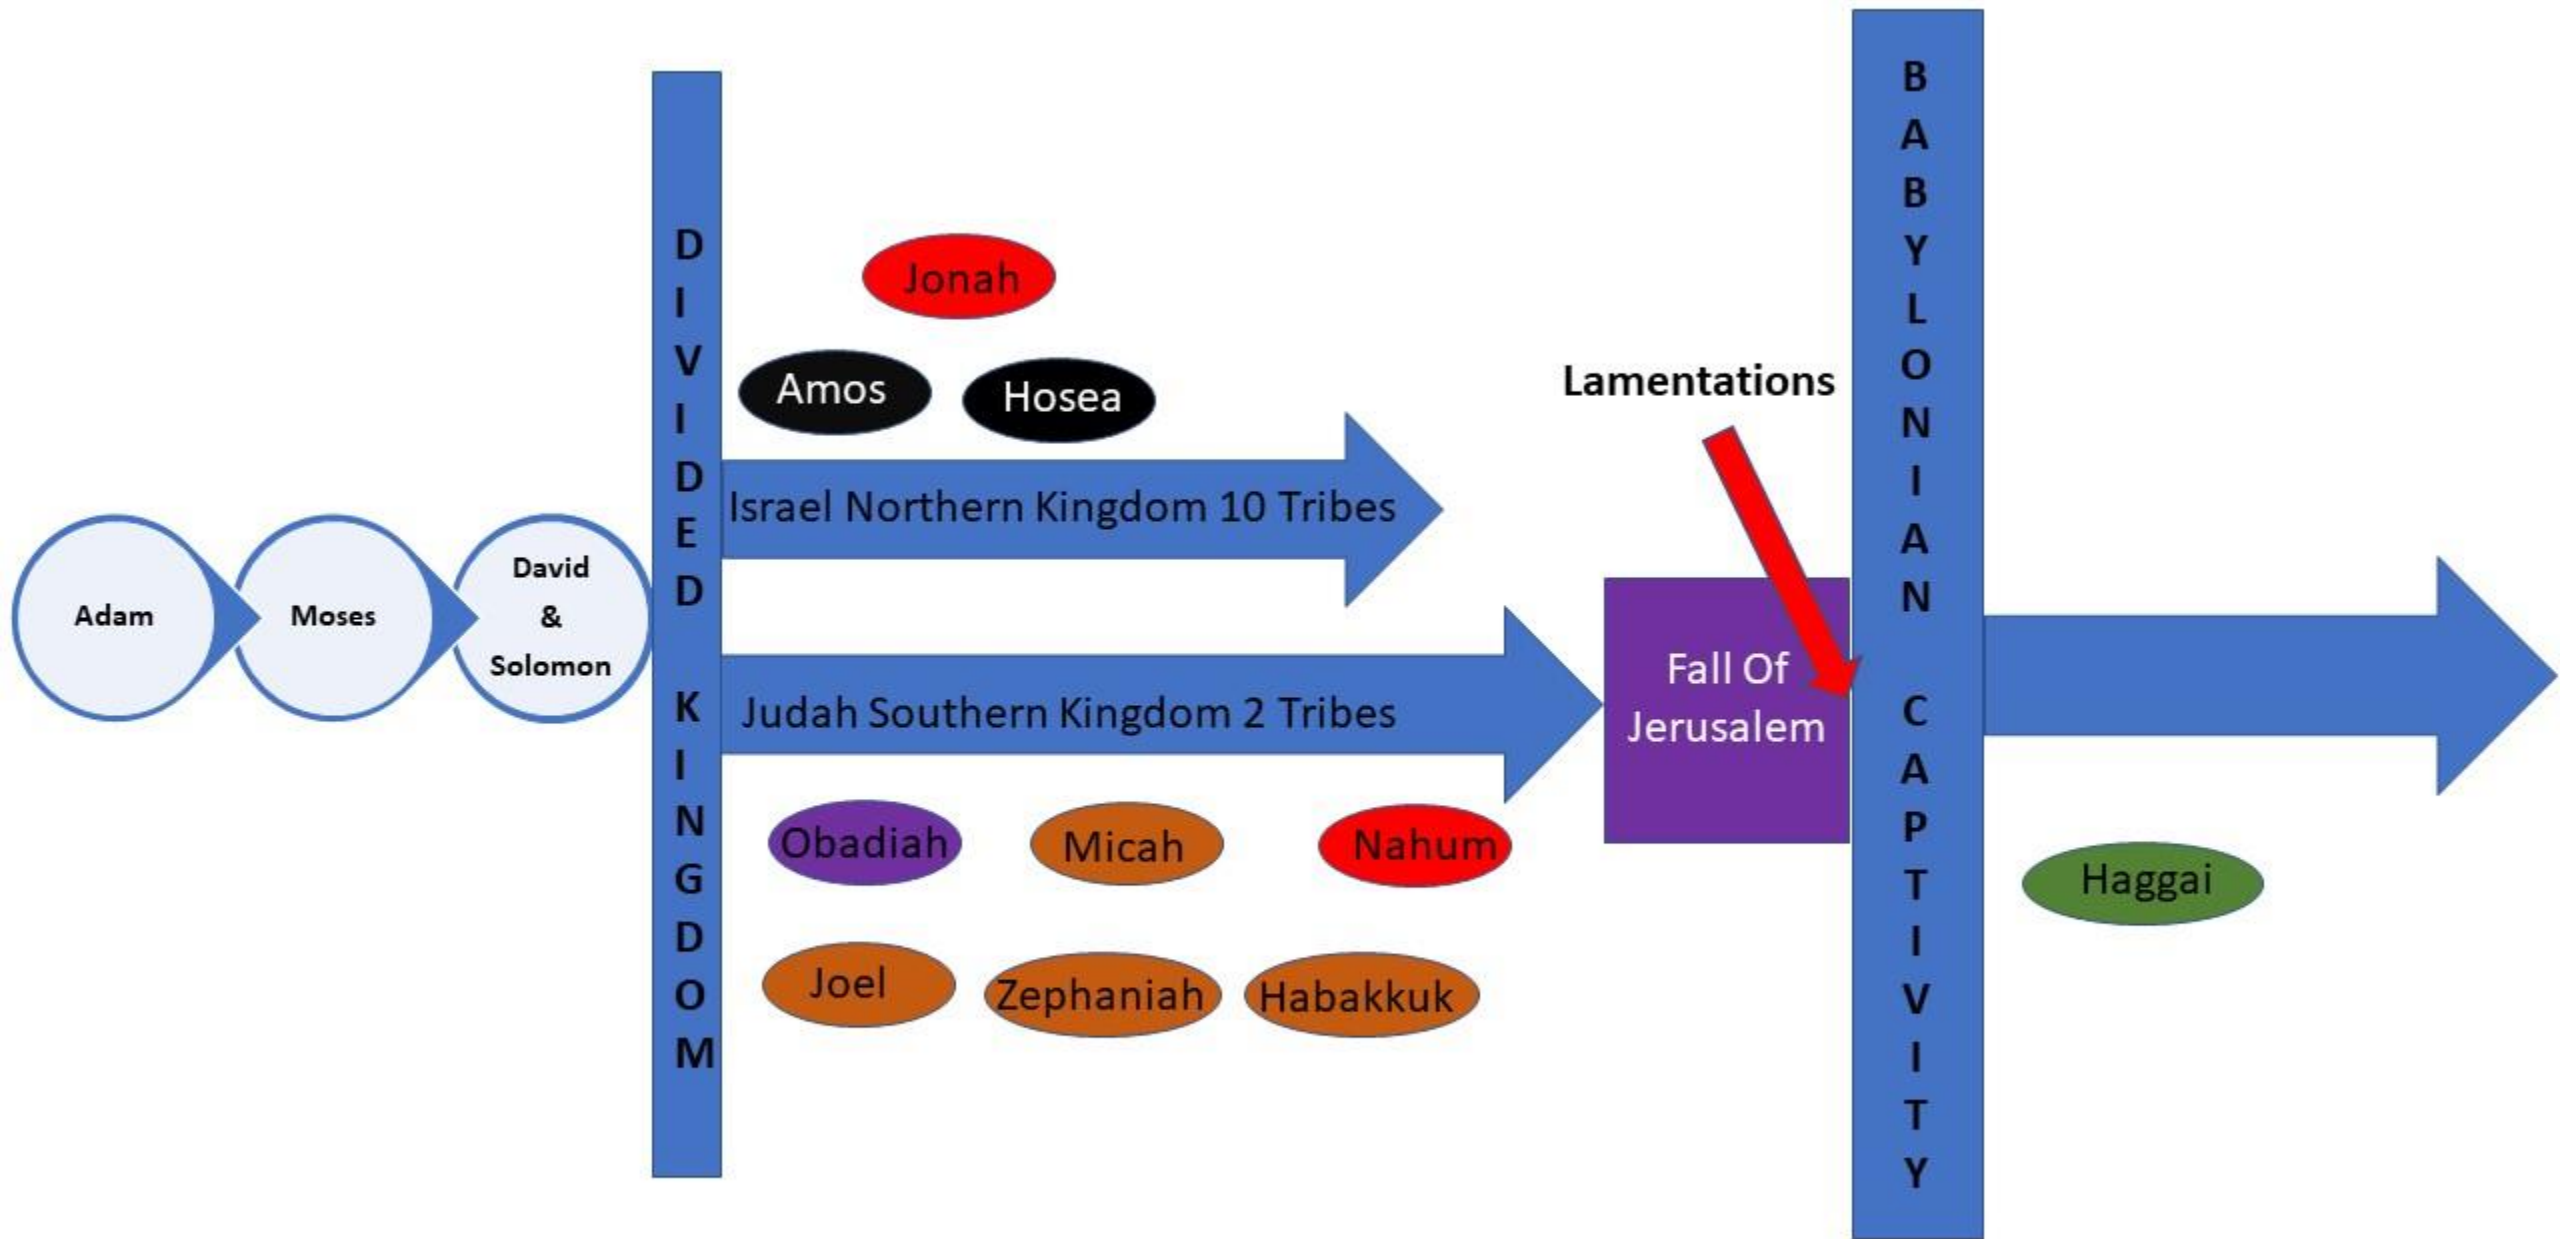 Adam
Moses
David
&
Solomon
DIVIDED KINGDOM
Jonah
Amos
Hosea
Israel Northern Kingdom 10 Tribes
Judah Southern Kingdom 2 Tribes
Obadiah
Micah
Nahum
Joel
Zephaniah
Habakkuk
Lamentations
Fall Of
Jerusalem
BABYLONIAN CAPTIVITY
Haggai